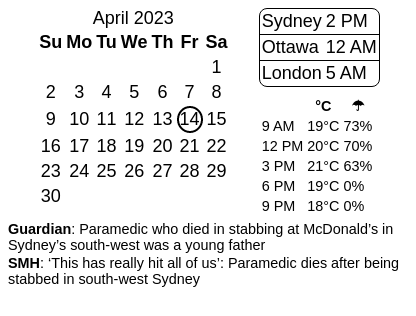 April 2023
Su Mo Tu We Th Fr Sa
1
2 3 4 5 6 7 8
9 10 11 12 13 14 15
16 17 18 19 20 21 22
23 24 25 26 27 28 29
30
Sydney 2 PM
Ottawa 12 AM
London 5 AM
°C ☂
9 AM 19°C 73%
12 PM 20°C 70%
3 PM 21°C 63%
6 PM 19°C 0%
9 PM 18°C 0%
Guardian: Paramedic who died in stabbing at McDonald’s in
Sydney’s south-west was a young father
SMH: ‘This has really hit all of us’: Paramedic dies after being
stabbed in south-west Sydney